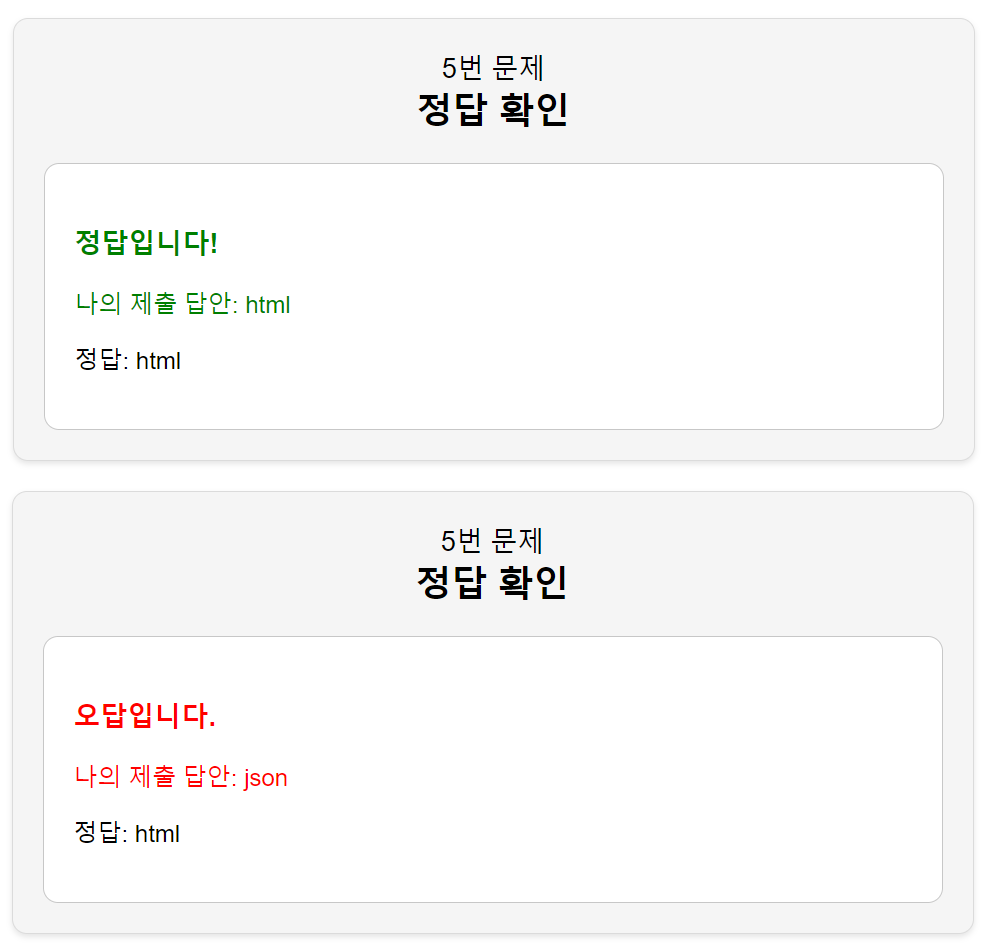 5번 문제
정답 확인
정답입니다!
나의 제출 답안: html
정답: html
5번 문제
정답 확인
오답입니다.
나의 제출 답안: json
정답: html